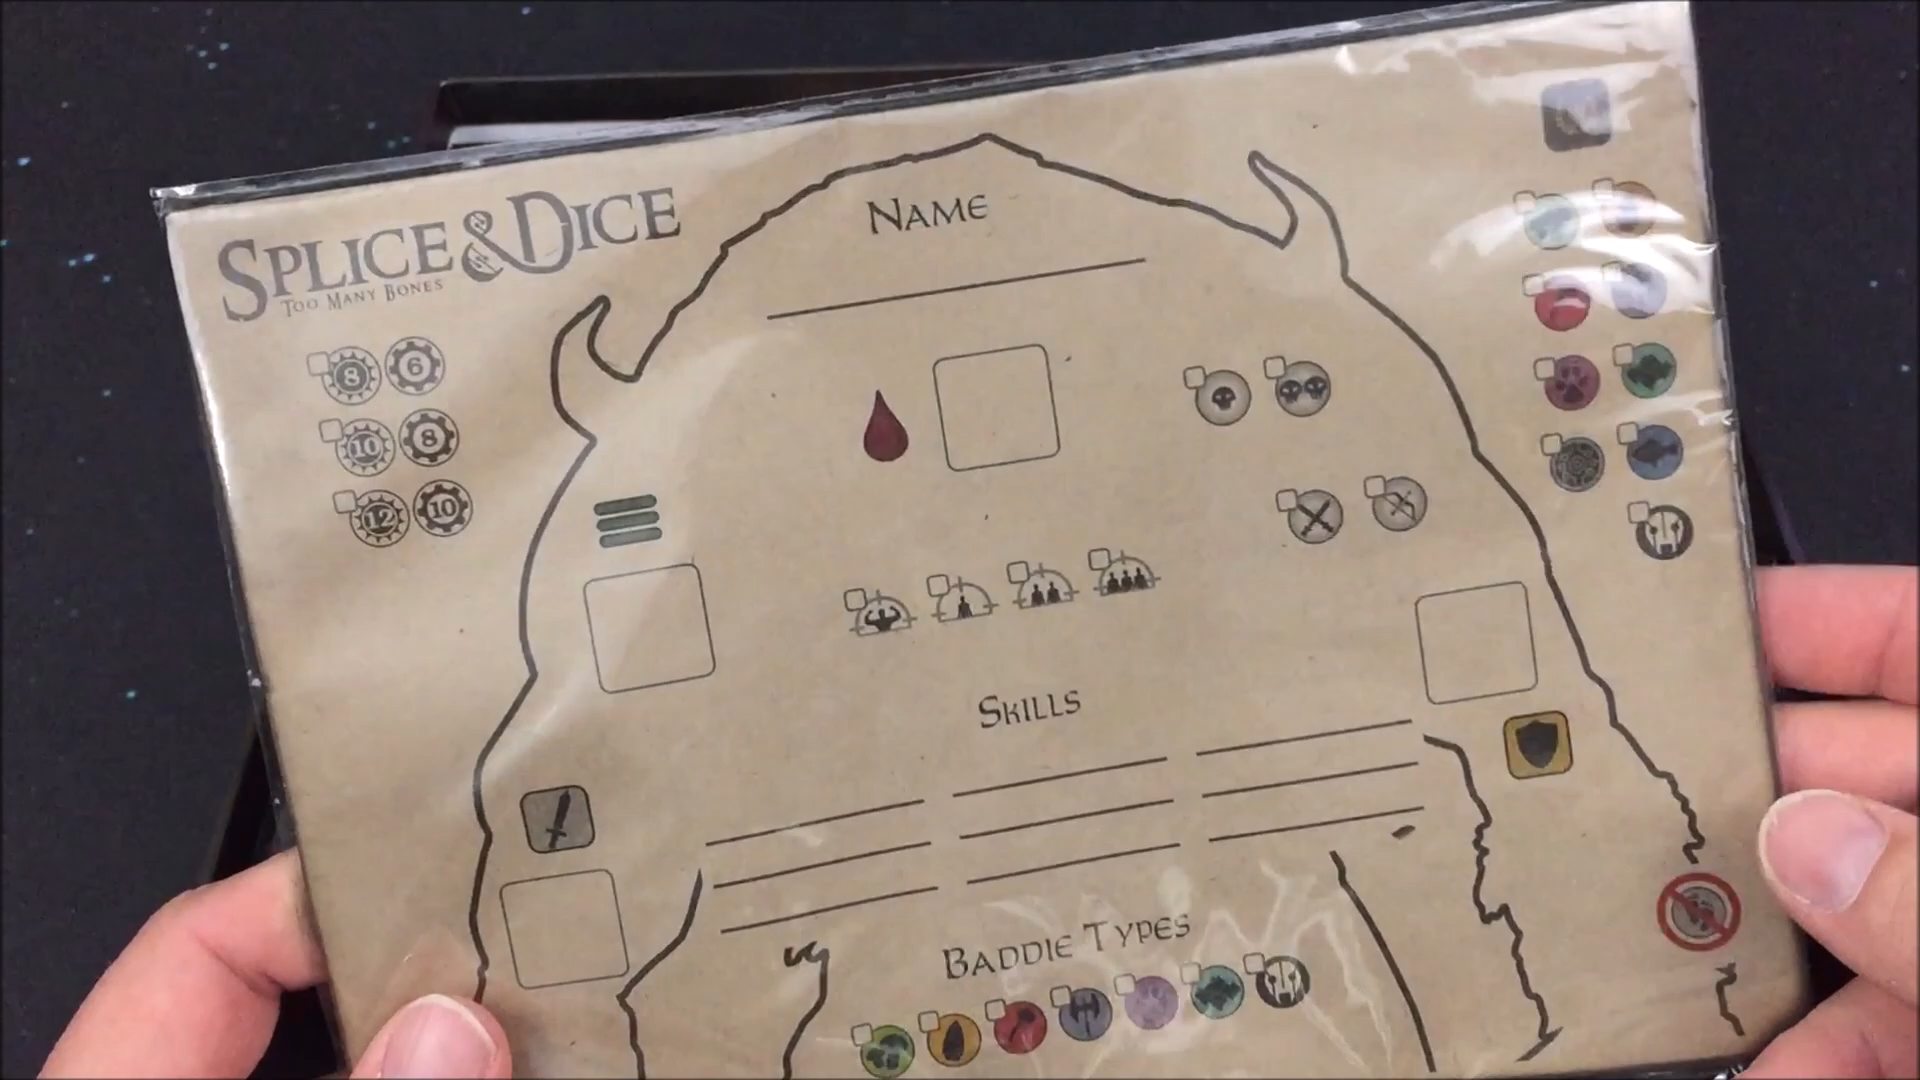 SPLICE & DICE
TOO MANY BONES
NAME
8 6
10 8
12 10
SKILLS
BADDIE TYPES